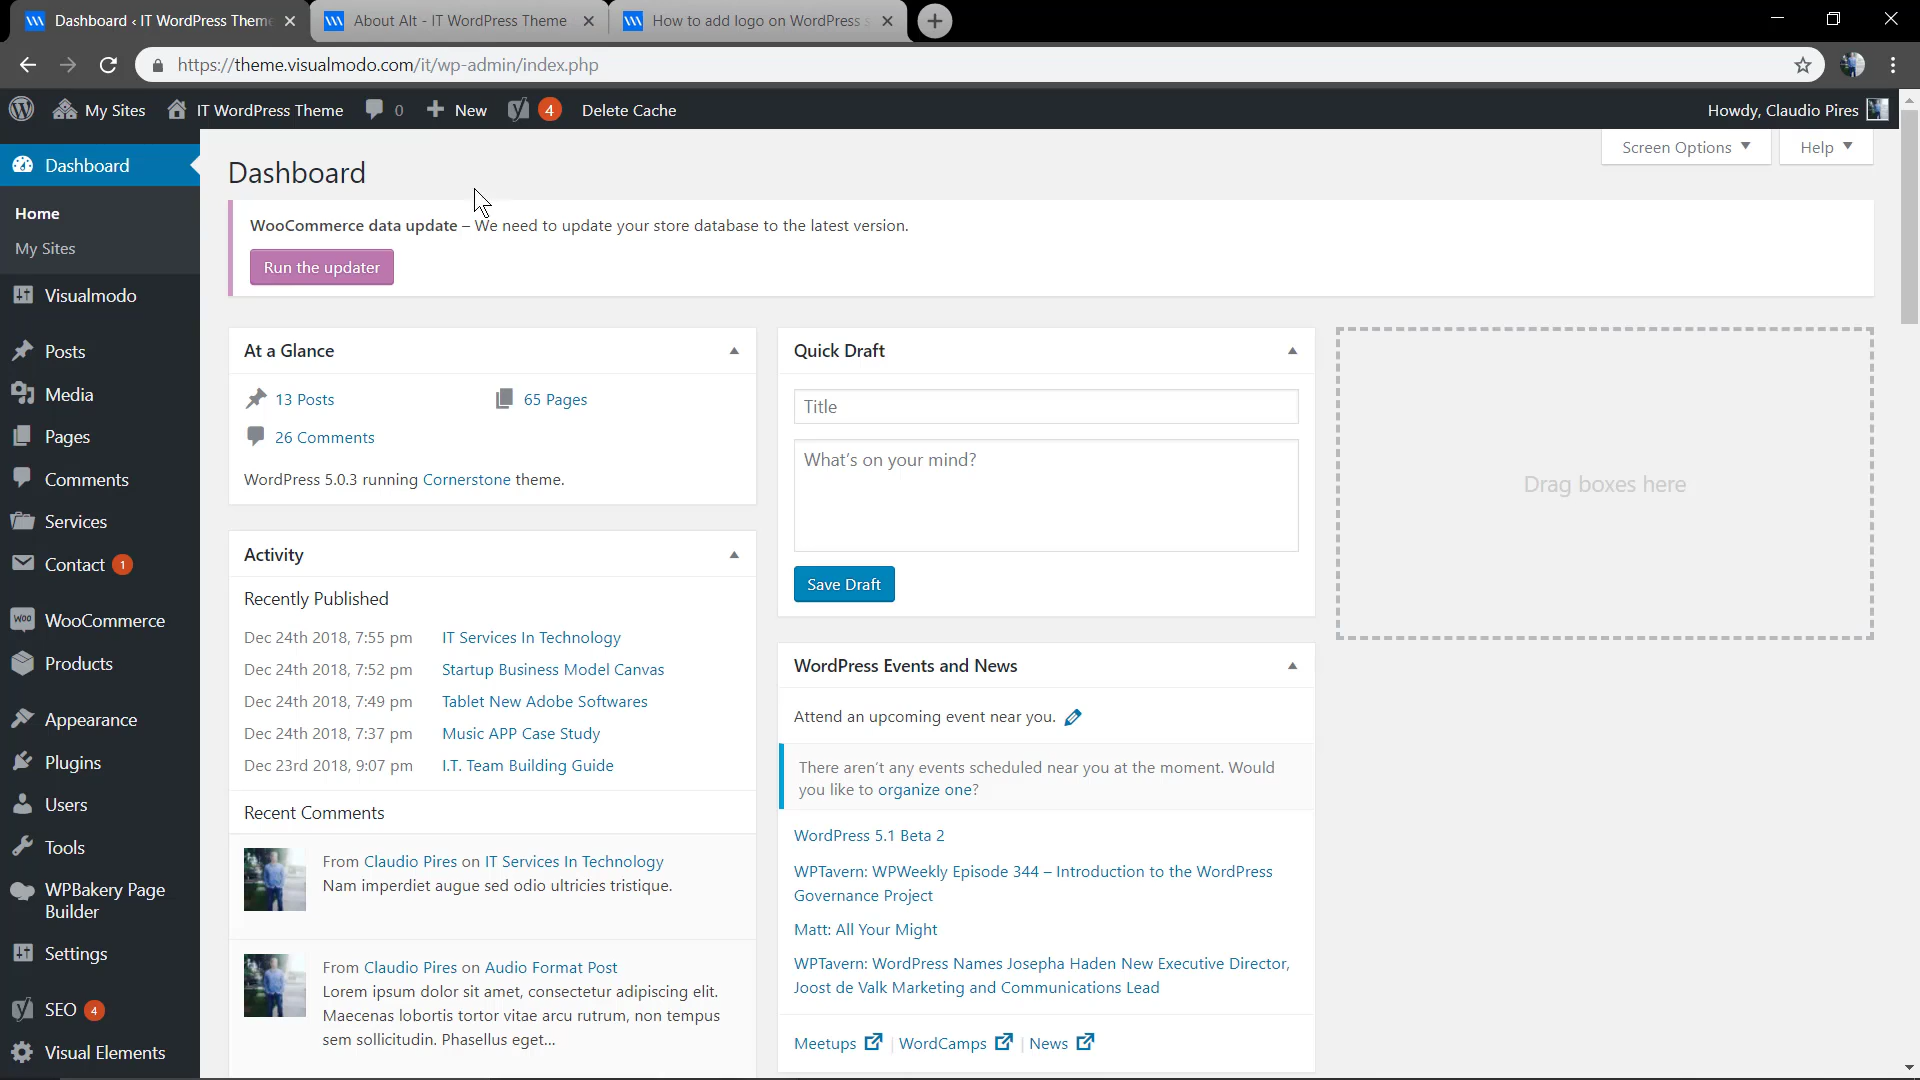 Dashboard ‹ IT WordPress Them
About Alt - IT WordPress Theme
How to add logo on WordPress s
https://theme.visualmodo.com/it/wp-admin/index.php
My Sites
IT WordPress Theme
0
New
4
Delete Cache
Howdy, Claudio Pires
Dashboard
Home
My Sites
Visualmodo
Posts
Media
Pages
Comments
Services
Contact 1
WooCommerce
Products
Appearance
Plugins
Users
Tools
WPBakery Page
Builder
Settings
SEO 4
Visual Elements
Screen Options
Help
Dashboard
WooCommerce data update – We need to update your store database to the latest version.
Run the updater
At a Glance
13 Posts
65 Pages
26 Comments
WordPress 5.0.3 running Cornerstone theme.
Activity
Recently Published
Dec 24th 2018, 7:55 pm IT Services In Technology
Dec 24th 2018, 7:52 pm Startup Business Model Canvas
Dec 24th 2018, 7:49 pm Tablet New Adobe Softwares
Dec 24th 2018, 7:37 pm Music APP Case Study
Dec 23rd 2018, 9:07 pm I.T. Team Building Guide
Recent Comments
From Claudio Pires on IT Services In Technology
Nam imperdiet augue sed odio ultricies tristique.
From Claudio Pires on Audio Format Post
Lorem ipsum dolor sit amet, consectetur adipiscing elit.
Maecenas lobortis tortor vitae arcu rutrum, non tempus
sem sollicitudin. Phasellus eget...
Quick Draft
Title
What's on your mind?
Save Draft
WordPress Events and News
Attend an upcoming event near you.
There aren't any events scheduled near you at the moment. Would
you like to organize one?
WordPress 5.1 Beta 2
WPTavern: WPWeekly Episode 344 – Introduction to the WordPress
Governance Project
Matt: All Your Might
WPTavern: WordPress Names Josepha Haden New Executive Director,
Joost de Valk Marketing and Communications Lead
Meetups | WordCamps | News
Drag boxes here